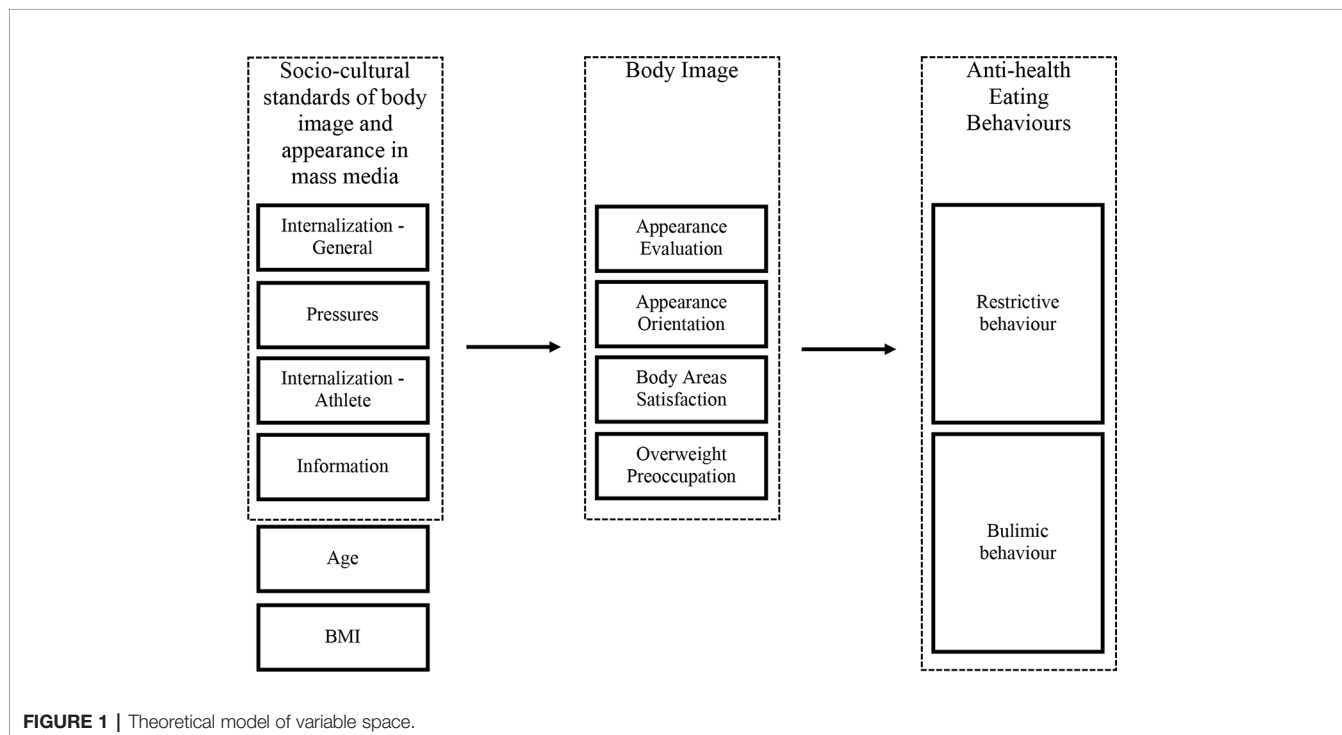 Socio-cultural
standards of body
image and
appearance in
mass media
Internalization -
General
Pressures
Internalization -
Athlete
Information
Age
BMI
Body Image
Appearance
Evaluation
Appearance
Orientation
Body Areas
Satisfaction
Overweight
Preoccupation
Anti-health
Eating
Behaviours
Restrictive
behaviour
Bulimic
behaviour
FIGURE 1 | Theoretical model of variable space.